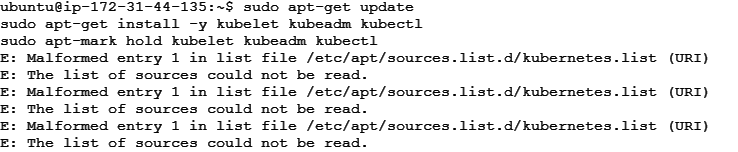 ubuntu@ip-172-31-44-135:~$ sudo apt-get update
sudo apt-get install -y kubelet kubeadm kubectl
sudo apt-mark hold kubelet kubeadm kubectl
E: Malformed entry 1 in list file /etc/apt/sources.list.d/kubernetes.list (URI)
E: The list of sources could not be read.
E: Malformed entry 1 in list file /etc/apt/sources.list.d/kubernetes.list (URI)
E: The list of sources could not be read.
E: Malformed entry 1 in list file /etc/apt/sources.list.d/kubernetes.list (URI)
E: The list of sources could not be read.